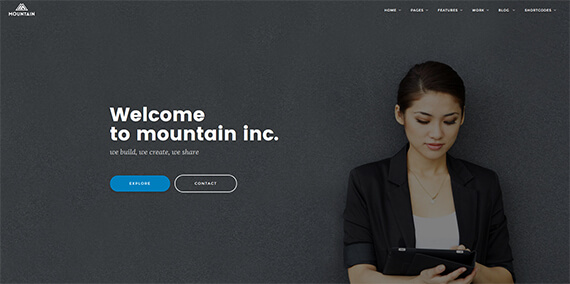 MOUNTAIN
HOME PAGES FEATURES WORK BLOG SHORTCODES
Welcome
to mountain inc.
we build, we create, we share
EXPLORE CONTACT